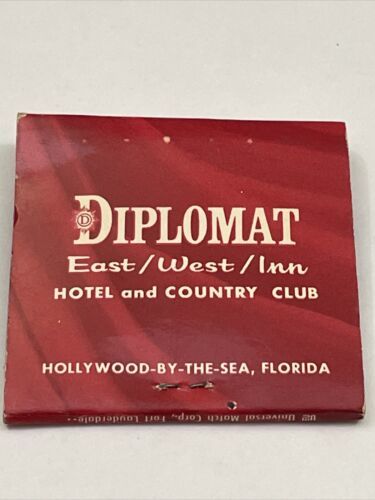 DIPLOMAT
East/West/Inn
HOTEL and COUNTRY CLUB
HOLLYWOOD-BY-THE-SEA, FLORIDA
Universal Match Corp., Fort Lauderdale